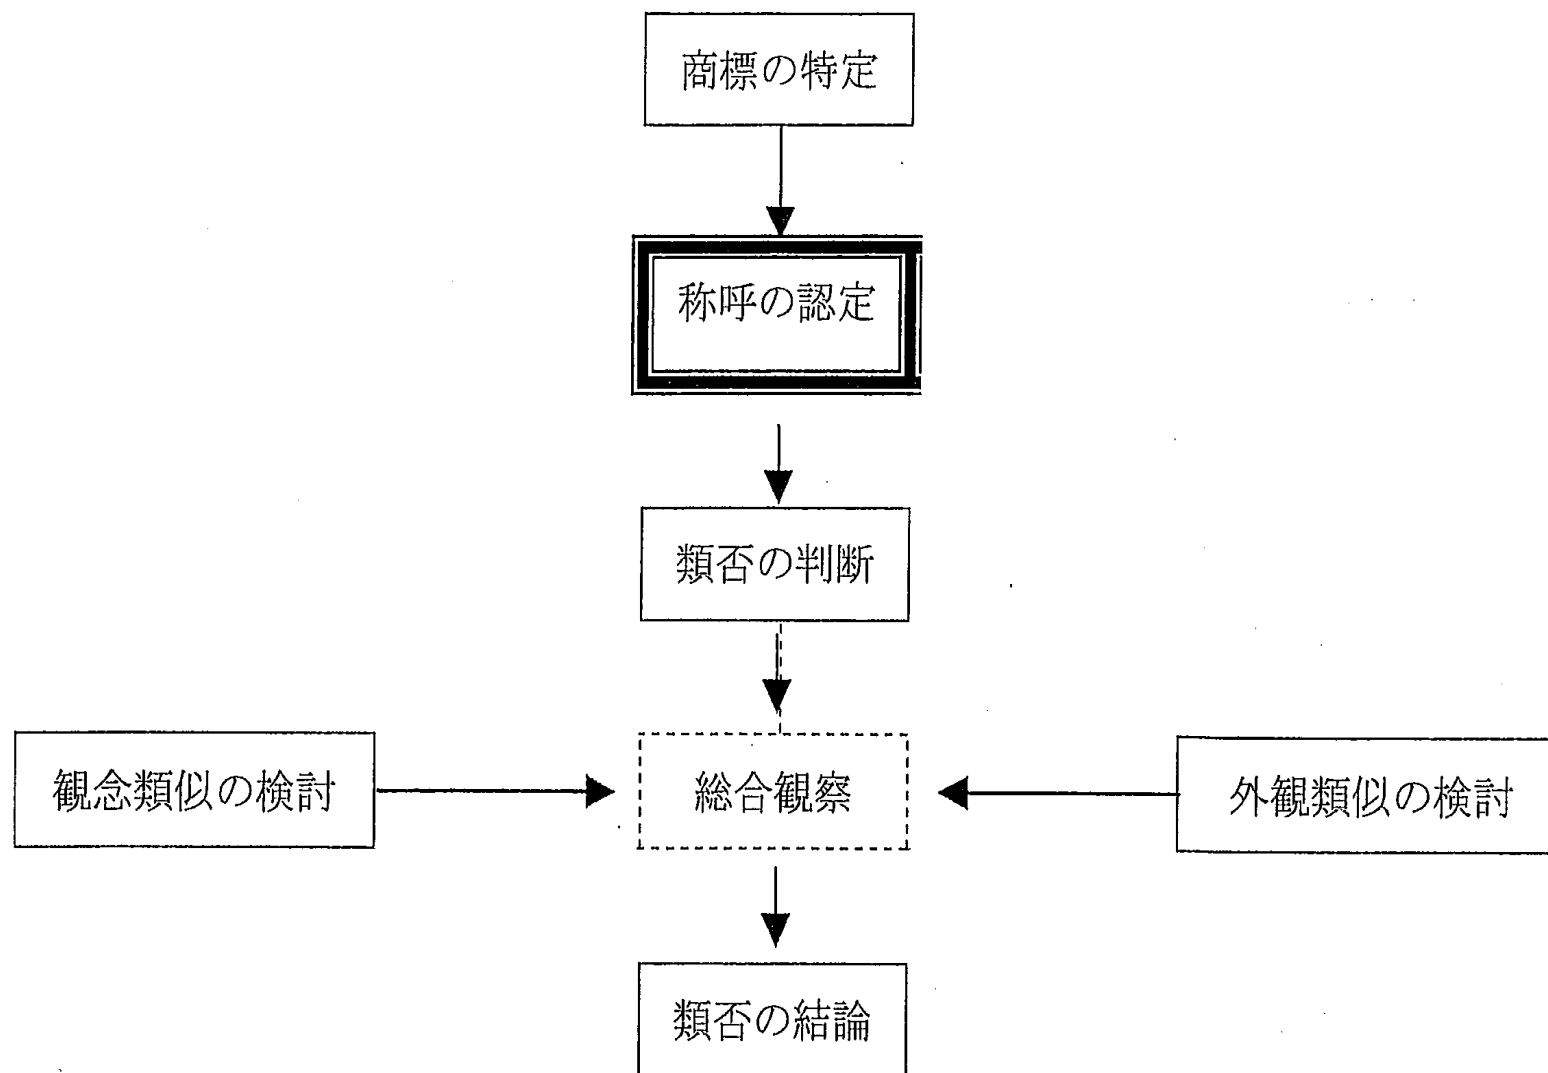 商標の特定
称呼の認定
類否の判断
観念類似の検討
総合観察
外観類似の検討
類否の結論